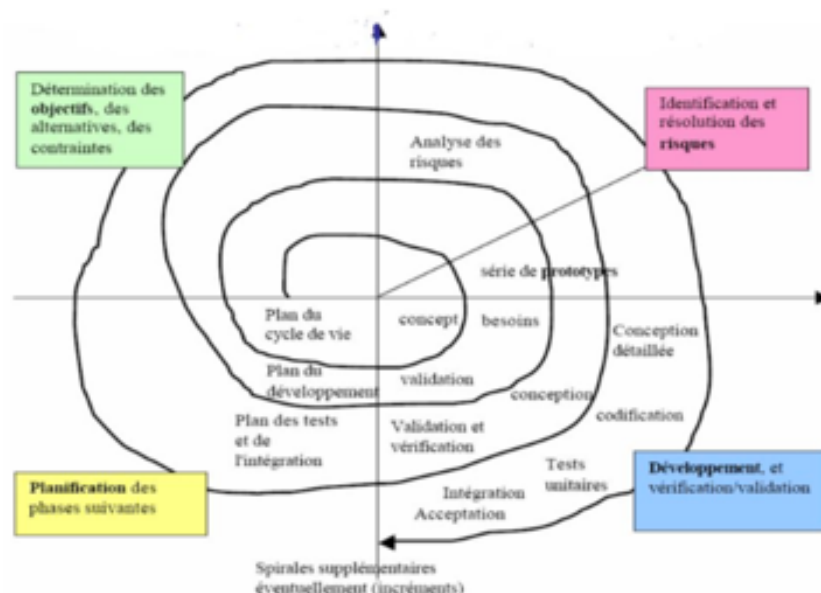 Détermination des
objectifs, des
alternatives, des
contraintes
Identification et
résolution des
risques
Analyse des
risques
série de prototypes
Plan du
cycle de vie
concept
besoins
Conception
détaillée
Plan du
développement
validation
conception
codification
Plan des tests
et de
l'intégration
Validation et
vérification
Planification des
phases suivantes
Développement, et
vérification/validation
Tests
unitaires
Intégration
Acceptation
Spirales supplémentaires
éventuellement (incréments)